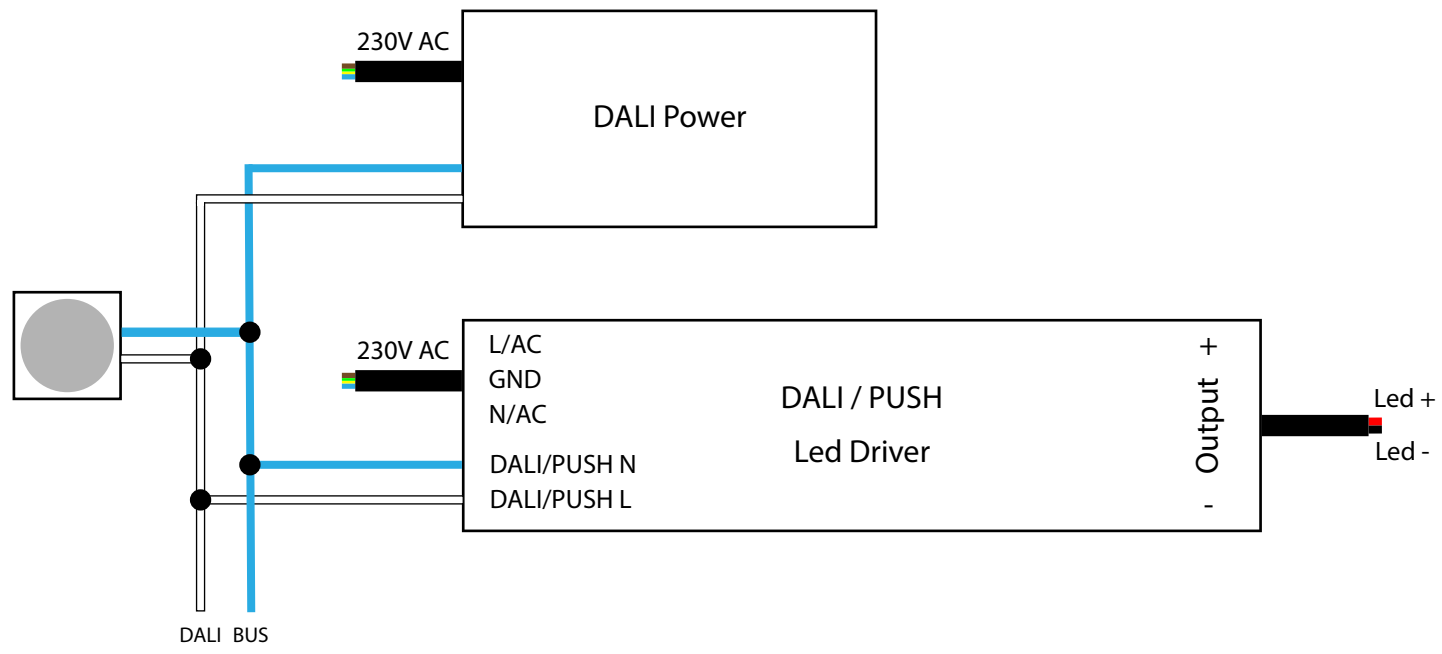 230V AC
DALI Power
230V AC
L/AC
GND
N/AC
DALI/PUSH N
DALI/PUSH L
DALI / PUSH
Led Driver
+
Output
-
Led +
Led -
DALI BUS